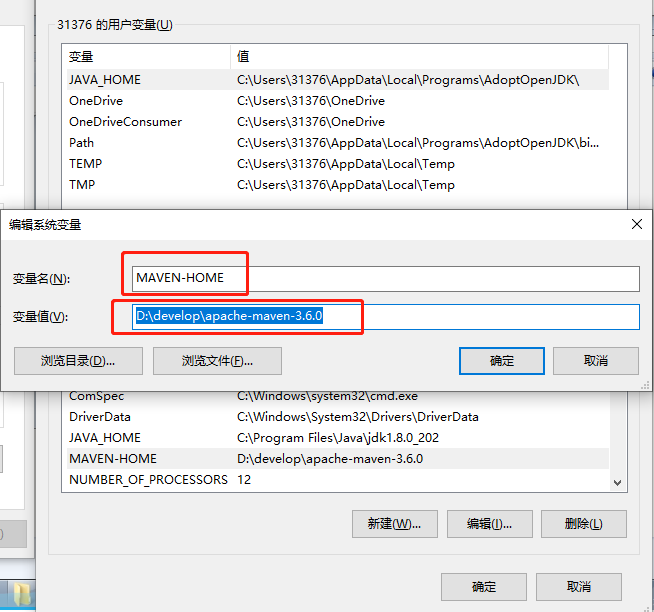 31376 的用户变量(U)
变量 值
JAVA_HOME C:\Users\31376\AppData\Local\Programs\AdoptOpenJDK\
OneDrive C:\Users\31376\OneDrive
OneDriveConsumer C:\Users\31376\OneDrive
Path C:\Users\31376\AppData\Local\Programs\AdoptOpenJDK\bi...
TEMP C:\Users\31376\AppData\Local\Temp
TMP C:\Users\31376\AppData\Local\Temp
编辑系统变量
变量名(N): MAVEN-HOME
变量值(V): D:\develop\apache-maven-3.6.0
浏览目录(D)... 浏览文件(F)... 确定 取消
ComSpec C:\Windows\system32\cmd.exe
DriverData C:\Windows\System32\Drivers\DriverData
JAVA_HOME C:\Program Files\Java\jdk1.8.0_202
MAVEN-HOME D:\develop\apache-maven-3.6.0
NUMBER_OF_PROCESSORS 12
新建(W)... 编辑(I)... 删除(L)
确定 取消